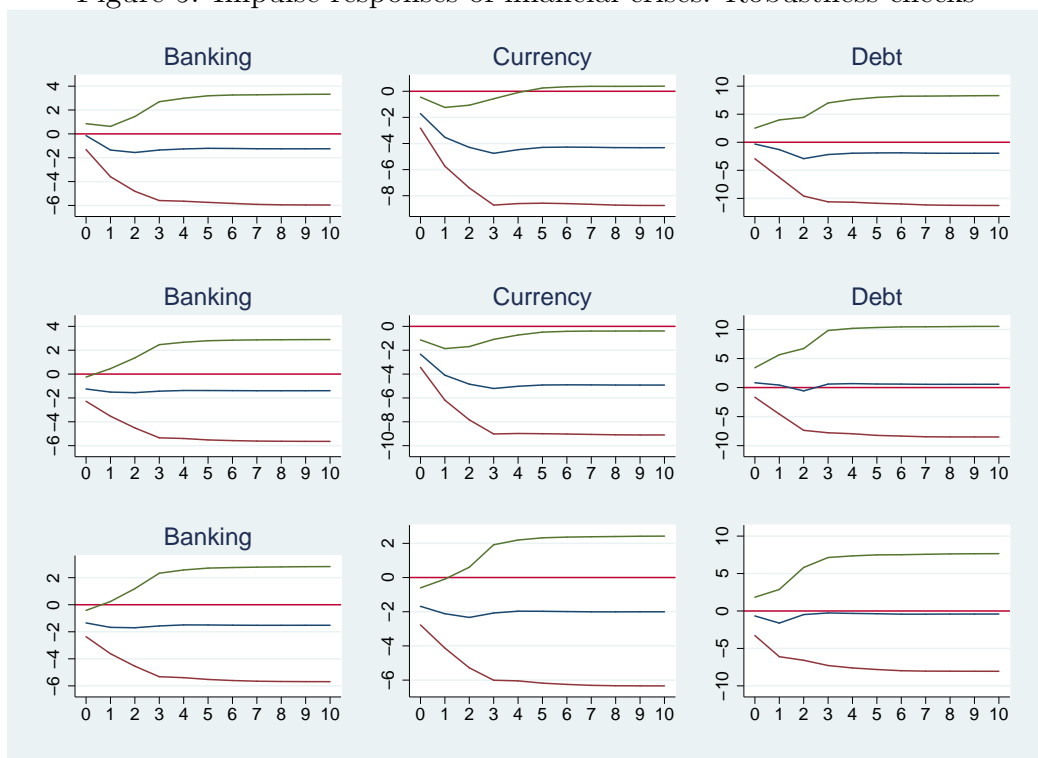 Figure Impulse responses of financial crises: Robustness checks
Banking
−6 −4 −2 0 2 4
0 1 2 3 4 5 6 7 8 9 10
Currency
−8 −6 −4 −2 0
0 1 2 3 4 5 6 7 8 9 10
Debt
−10 −5 0 5 10
0 1 2 3 4 5 6 7 8 9 10
Banking
−6 −4 −2 0 2 4
0 1 2 3 4 5 6 7 8 9 10
Currency
−10 −8 −6 −4 −2 0
0 1 2 3 4 5 6 7 8 9 10
Debt
−10 −5 0 5 10
0 1 2 3 4 5 6 7 8 9 10
Banking
−6 −4 −2 0 2
0 1 2 3 4 5 6 7 8 9 10
−6 −4 −2 0 2
0 1 2 3 4 5 6 7 8 9 10
−10 −5 0 5 10
0 1 2 3 4 5 6 7 8 9 10